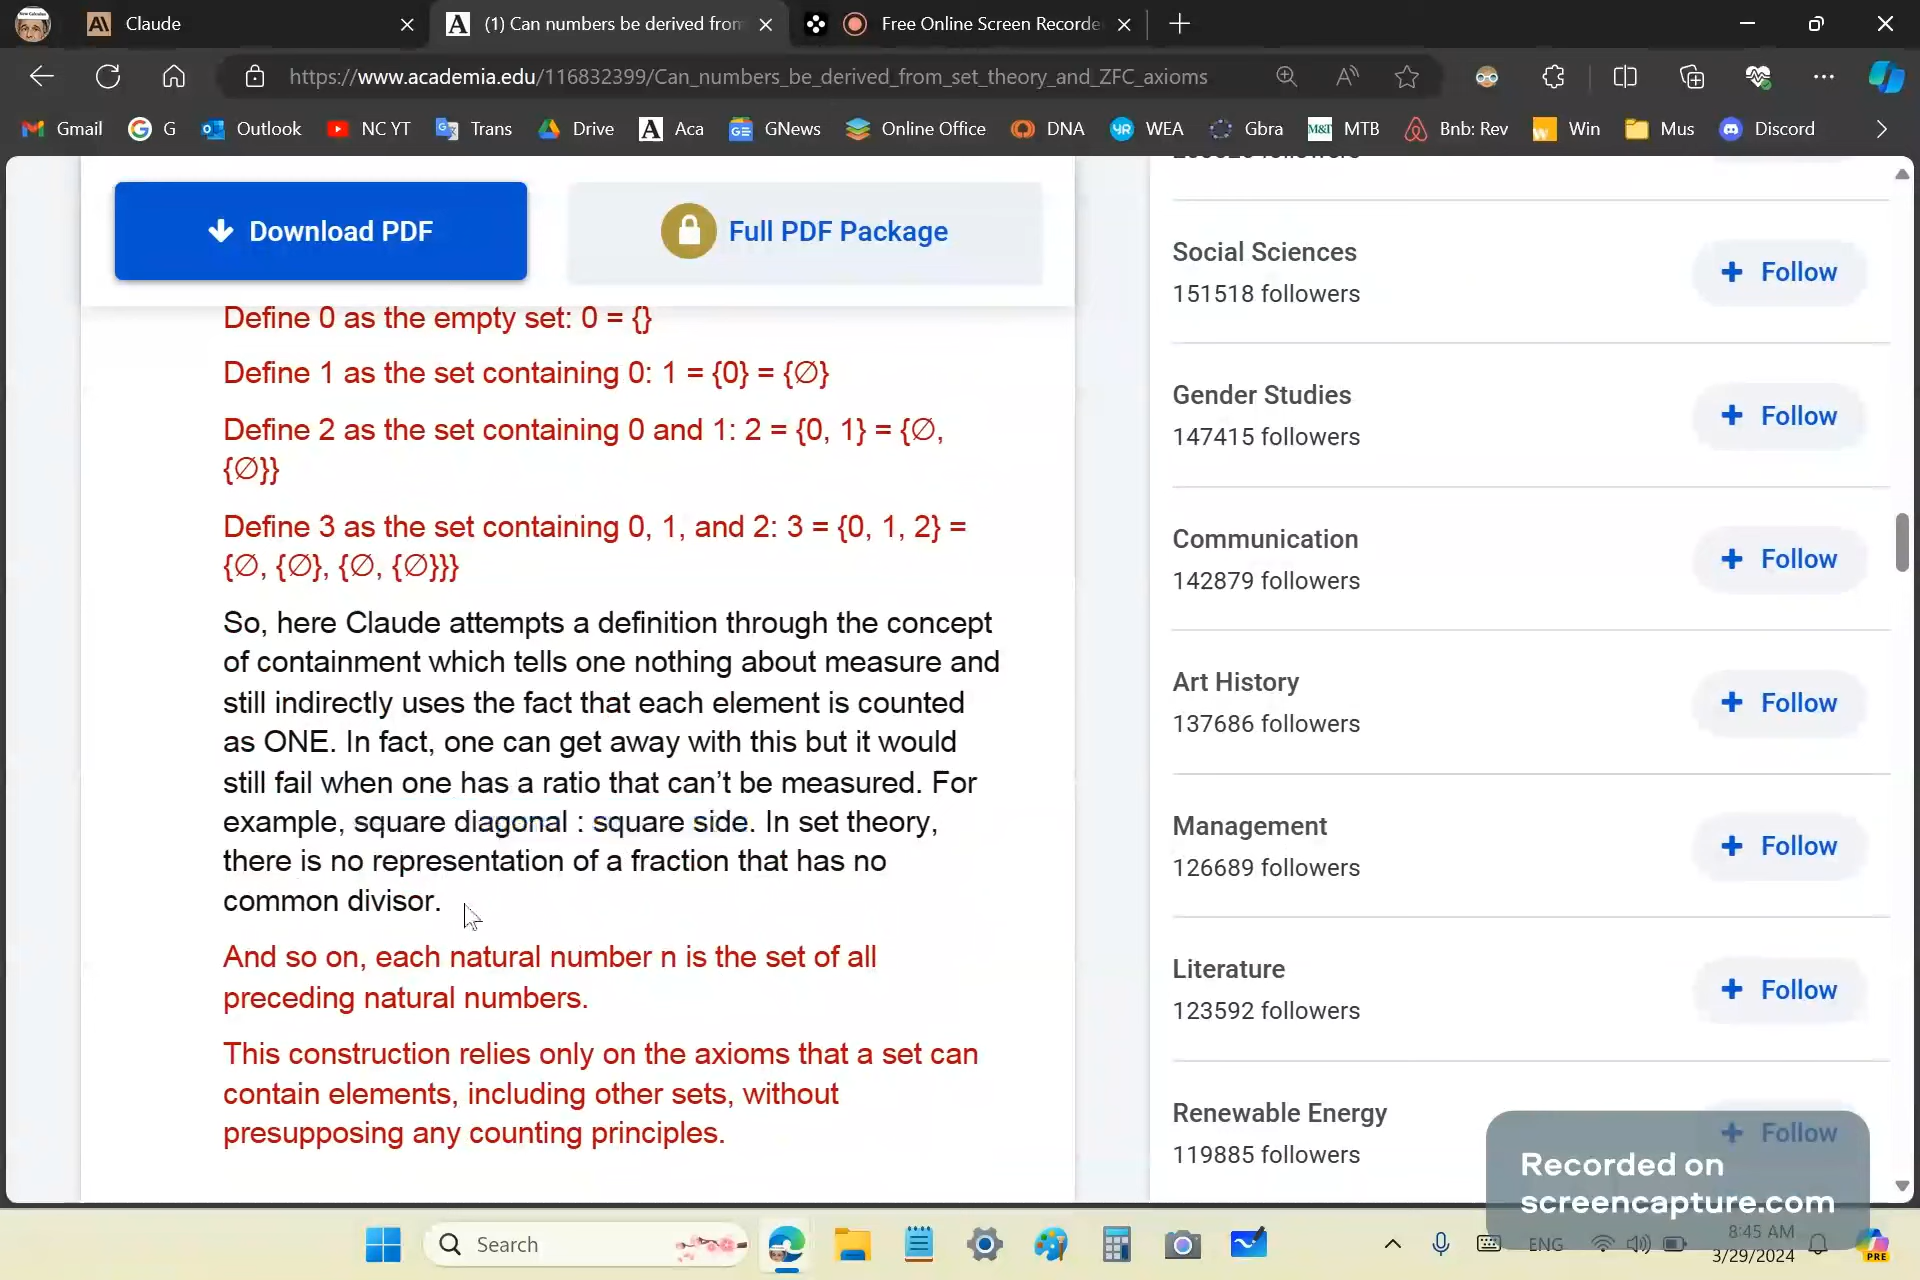 Claude
(1) Can numbers be derived from
Free Online Screen Recorde
https://www.academia.edu/116832399/Can_numbers_be_derived_from_set_theory_and_ZFC_axioms
Gmail
G
Outlook
NC YT
Trans
Drive
Aca
GNews
Online Office
DNA
WEA
Gbra
MTB
Bnb: Rev
Win
Mus
Discord
Download PDF
Full PDF Package
Define 0 as the empty set: 0 = {}
Define 1 as the set containing 0: 1 = {0} = {∅}
Define 2 as the set containing 0 and 1: 2 = {0, 1} = {∅,
{∅}}
Define 3 as the set containing 0, 1, and 2: 3 = {0, 1, 2} =
{∅, {∅}, {∅, {∅}}}
So, here Claude attempts a definition through the concept
of containment which tells one nothing about measure and
still indirectly uses the fact that each element is counted
as ONE. In fact, one can get away with this but it would
still fail when one has a ratio that can’t be measured. For
example, square diagonal : square side. In set theory,
there is no representation of a fraction that has no
common divisor.
And so on, each natural number n is the set of all
preceding natural numbers.
This construction relies only on the axioms that a set can
contain elements, including other sets, without
presupposing any counting principles.
followers
Social Sciences
151518 followers
+ Follow
Gender Studies
147415 followers
+ Follow
Communication
142879 followers
+ Follow
Art History
137686 followers
+ Follow
Management
126689 followers
+ Follow
Literature
123592 followers
+ Follow
Renewable Energy
119885 followers
+ Follow
Recorded on
screencapture.com
Search
ENG
8:45 AM
3/29/2024
PRE